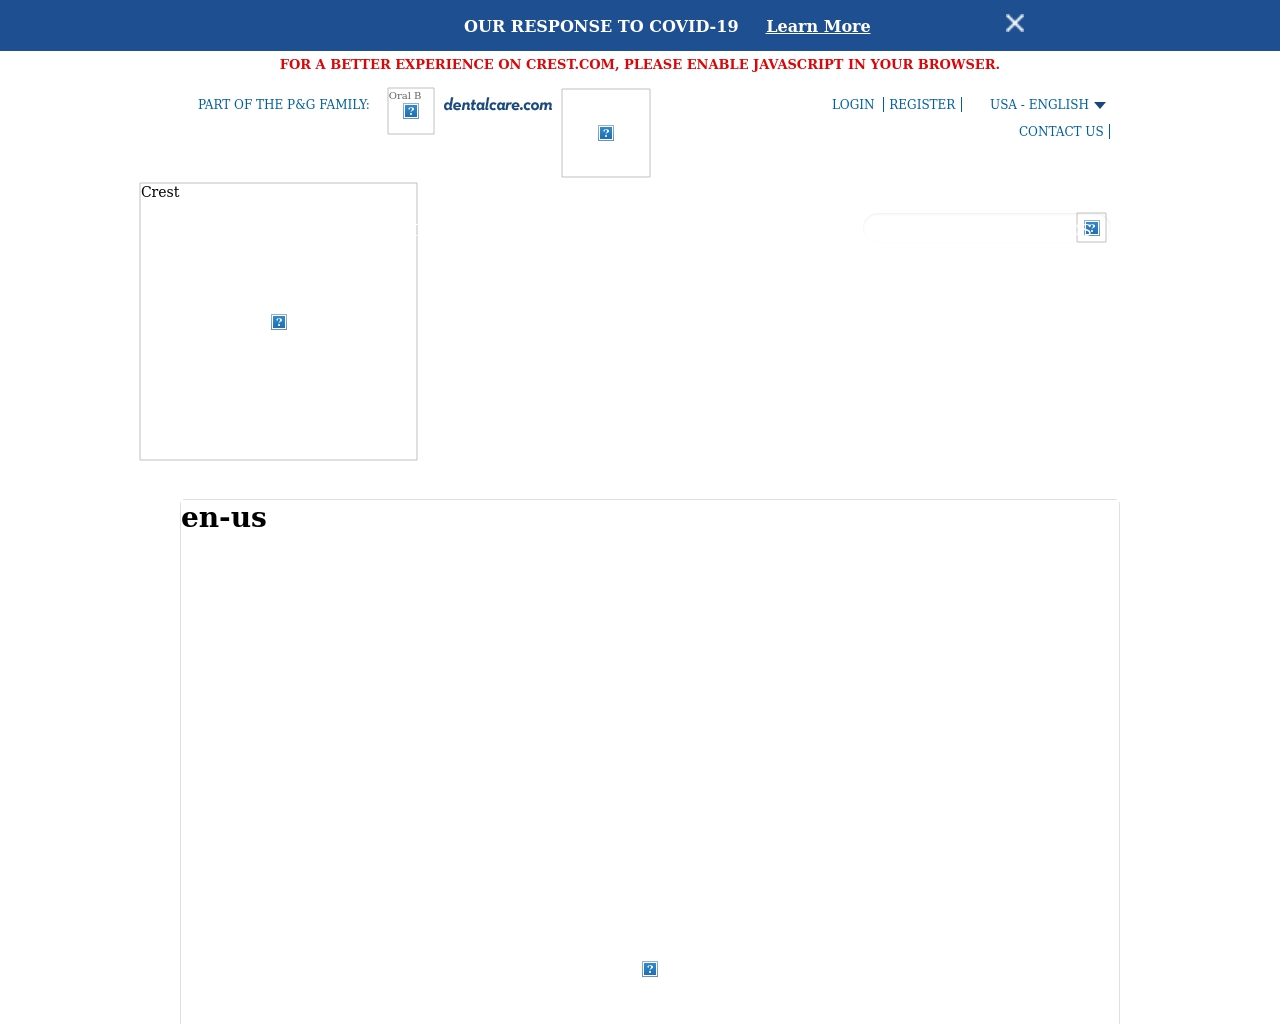 OUR RESPONSE TO COVID-19 Learn More
FOR A BETTER EXPERIENCE ON CREST.COM, PLEASE ENABLE JAVASCRIPT IN YOUR BROWSER.
PART OF THE P&G FAMILY: Oral B dentalcare.com LOGIN REGISTER USA - ENGLISH
CONTACT US
Crest
en-us